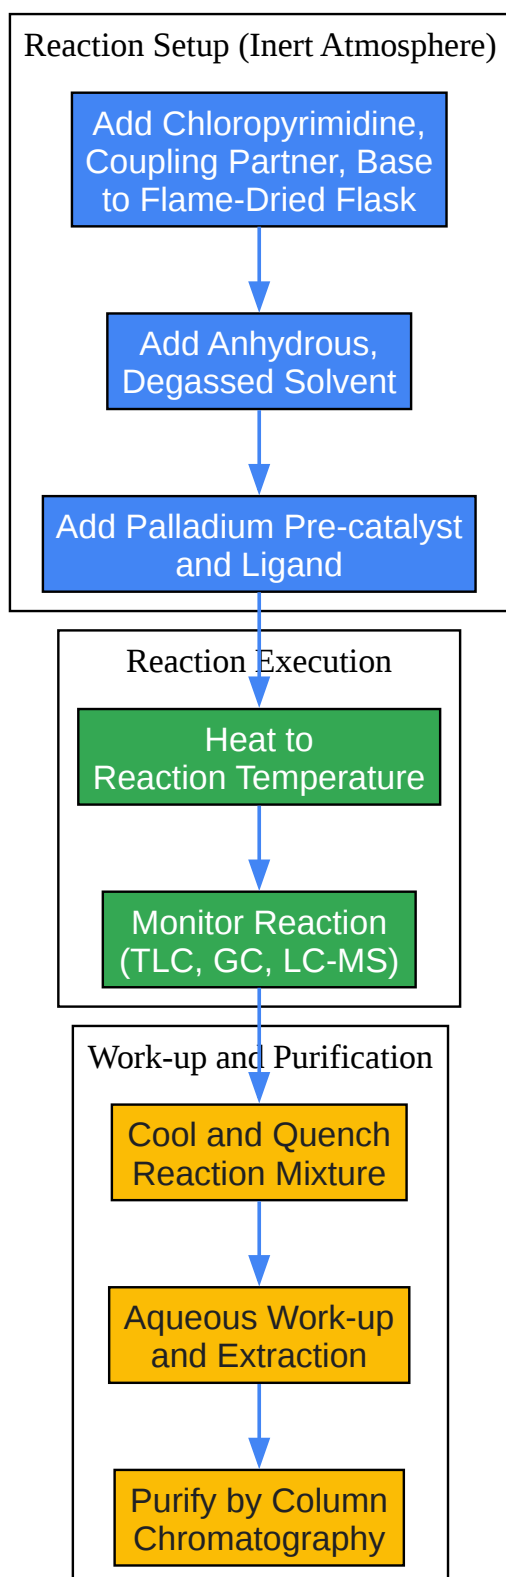 Reaction Setup (Inert Atmosphere)
Add Chloropyrimidine,
Coupling Partner, Base
to Flame-Dried Flask
Add Anhydrous,
Degassed Solvent
Add Palladium Pre-catalyst
and Ligand
Reaction Execution
Heat to
Reaction Temperature
Monitor Reaction
(TLC, GC, LC-MS)
Work-up and Purification
Cool and Quench
Reaction Mixture
Aqueous Work-up
and Extraction
Purify by Column
Chromatography